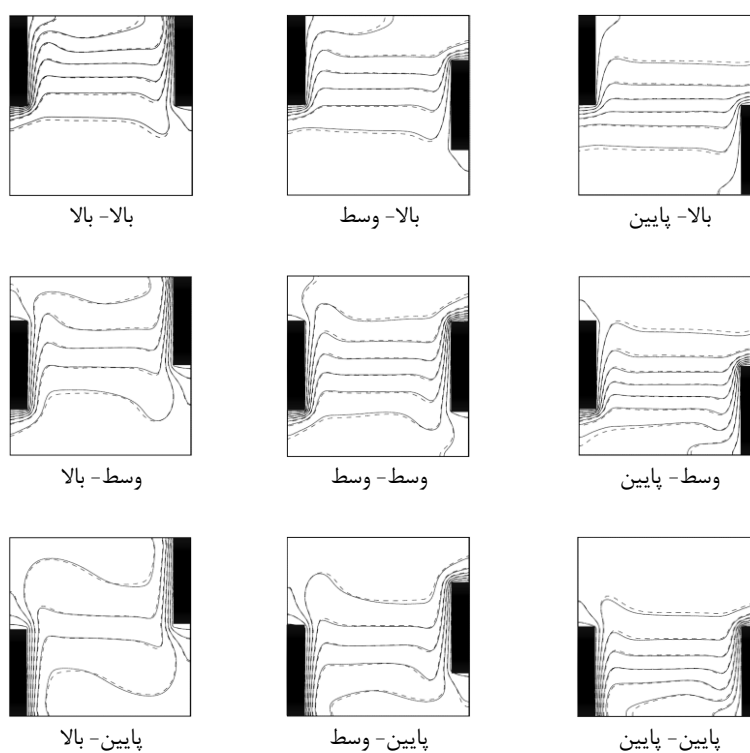 بالا- بالا
بالا- وسط
بالا- پایین
وسط- بالا
وسط- وسط
وسط- پایین
پایین- بالا
پایین- وسط
پایین- پایین